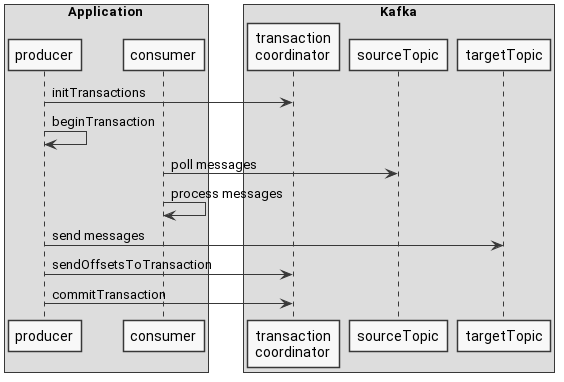 Application
Kafka
producer
consumer
transaction
coordinator
sourceTopic
targetTopic
initTransactions
beginTransaction
poll messages
process messages
send messages
sendOffsetsToTransaction
commitTransaction
producer
consumer
transaction
coordinator
sourceTopic
targetTopic